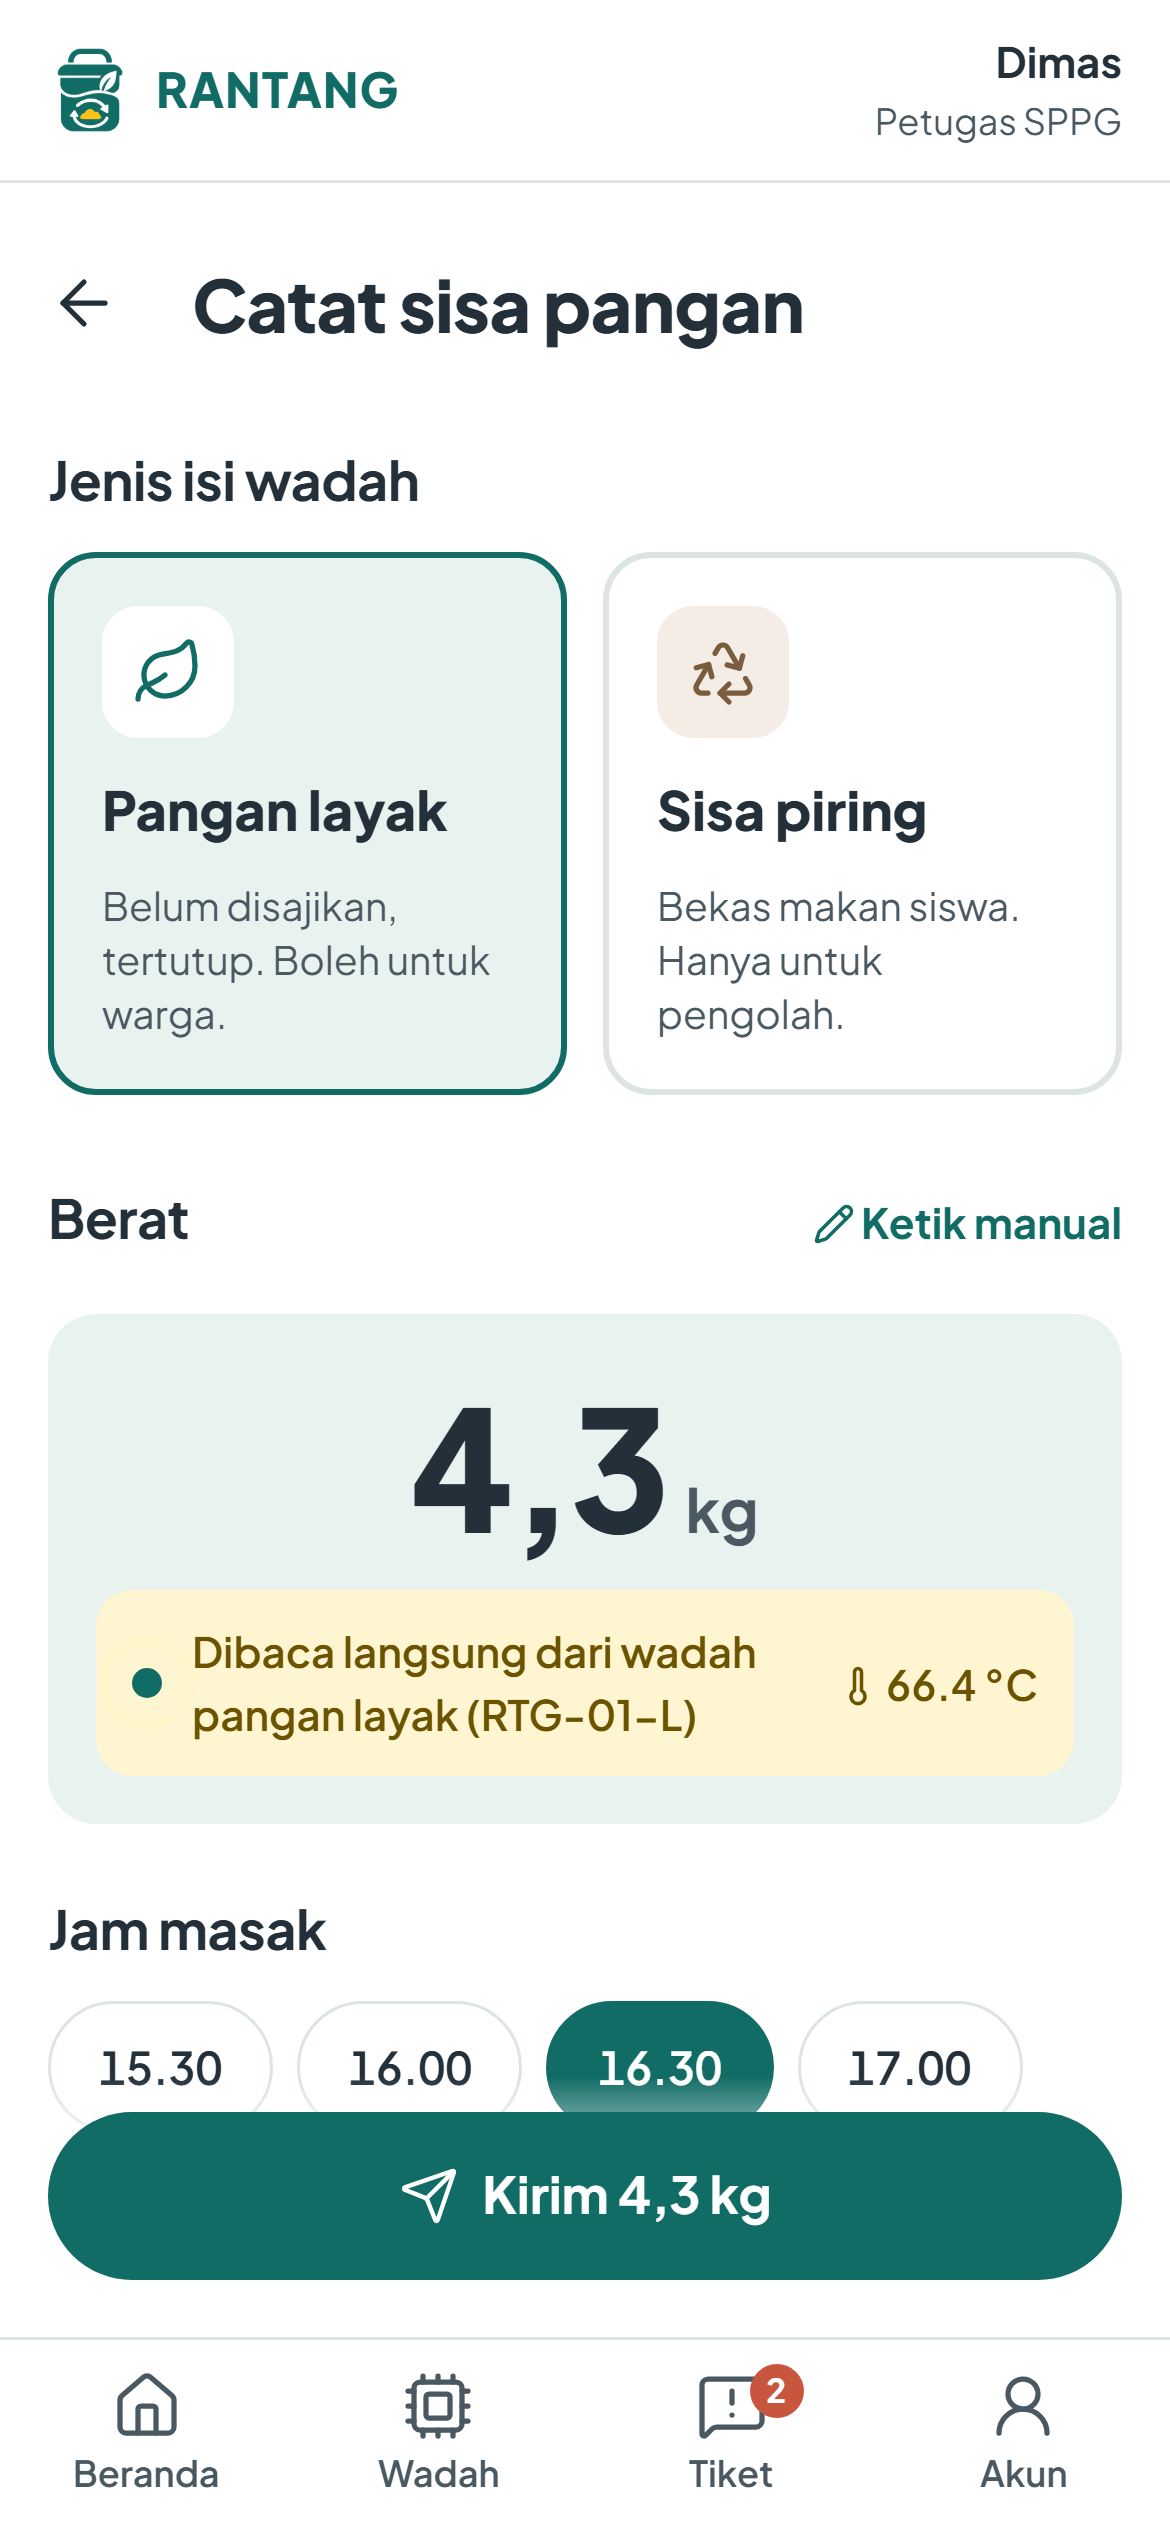 RANTANG
Dimas
Petugas SPPG
Catat sisa pangan
Jenis isi wadah
Pangan layak
Belum disajikan,
tertutup. Boleh untuk
warga.
Sisa piring
Bekas makan siswa.
Hanya untuk
pengolah.
Berat
Ketik manual
4,3 kg
Dibaca langsung dari wadah
pangan layak (RTG-01-L)
66.4 °C
Jam masak
15.30
16.00
16.30
17.00
Kirim 4,3 kg
2
Beranda
Wadah
Tiket
Akun